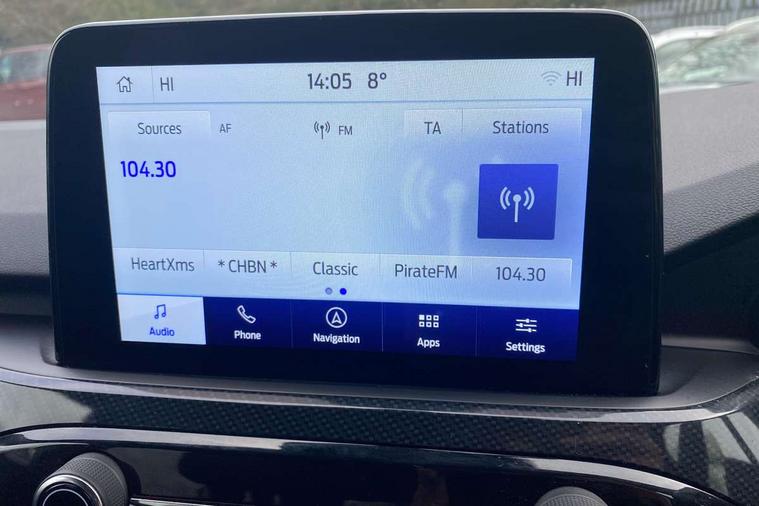 HI 14:05 8° HI
Sources AF FM TA Stations
104.30
HeartXms *CHBN* Classic PirateFM 104.30
Audio Phone Navigation Apps Settings